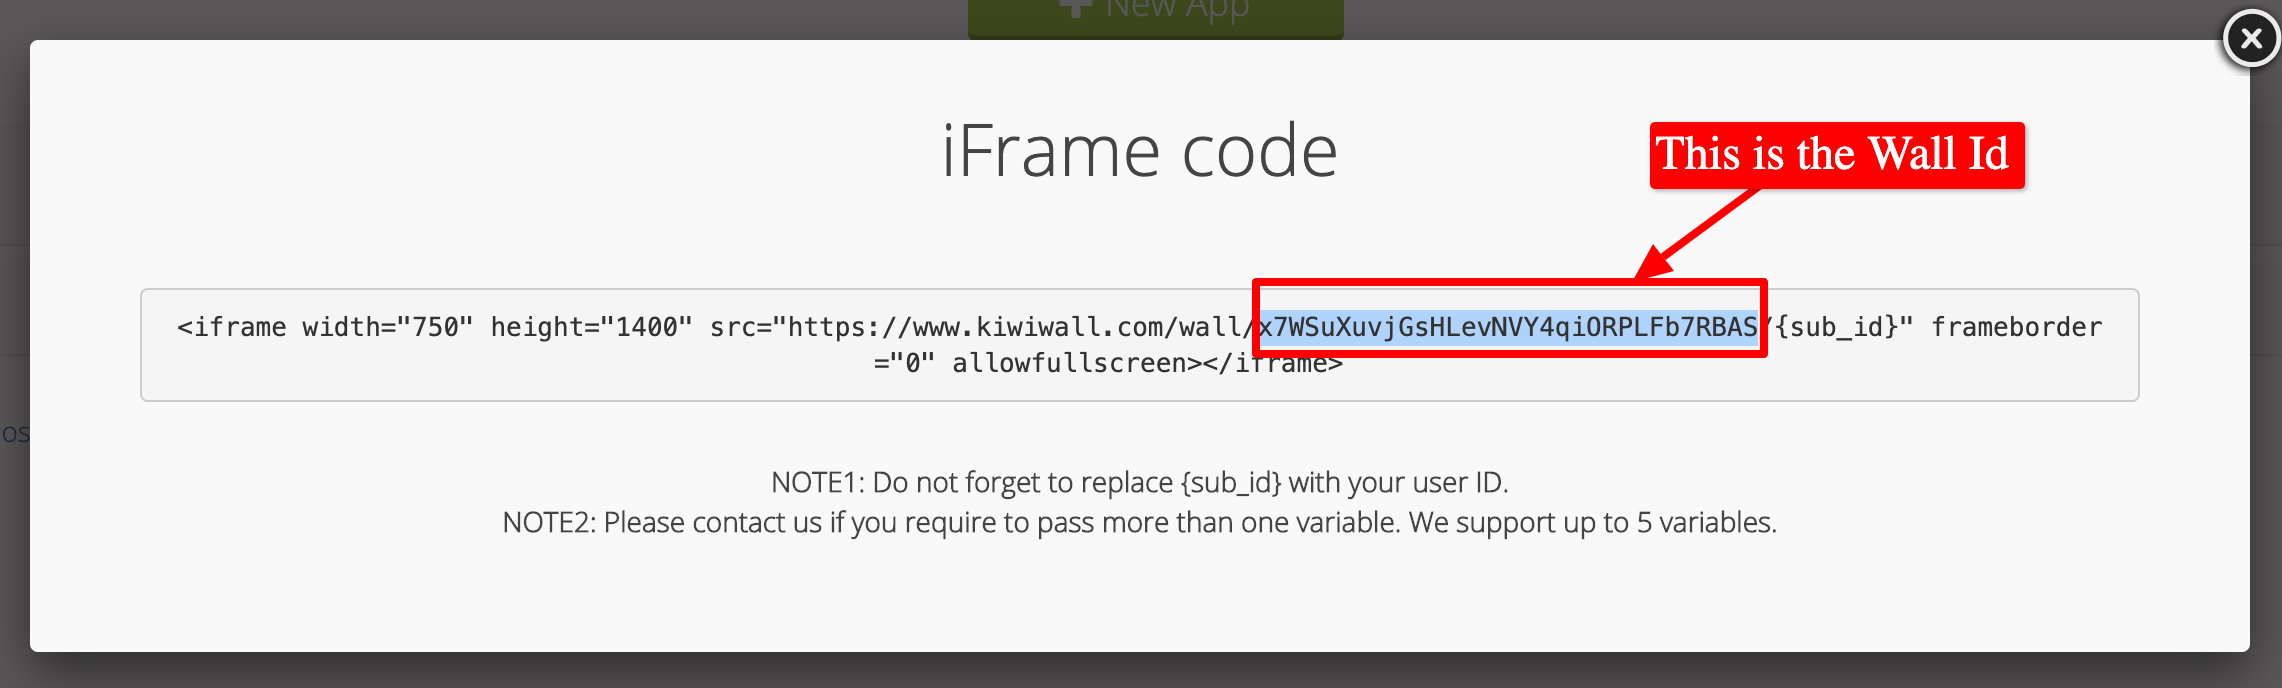 New App
iFrame code
This is the Wall Id
<iframe width="750" height="1400" src="https://www.kiwiwall.com/wall/x7WSuXuvjGsHLevNVY4qiORPLFb7RBAS/{sub_id}" frameborder
="0" allowfullscreen></iframe>
os
NOTE1: Do not forget to replace {sub_id} with your user ID.
NOTE2: Please contact us if you require to pass more than one variable. We support up to 5 variables.